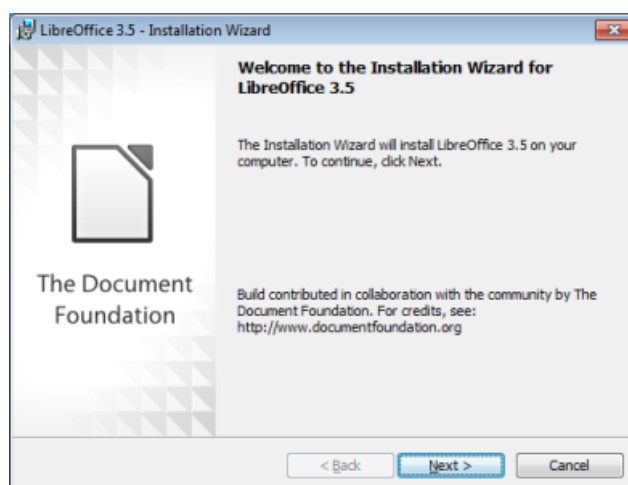 LibreOffice 3.5 - Installation Wizard
Welcome to the Installation Wizard for
LibreOffice 3.5
The Installation Wizard will install LibreOffice 3.5 on your
computer. To continue, click Next.
The Document
Foundation
Build contributed in collaboration with the community by The
Document Foundation. For credits, see:
http://www.documentfoundation.org
< Back
Next >
Cancel